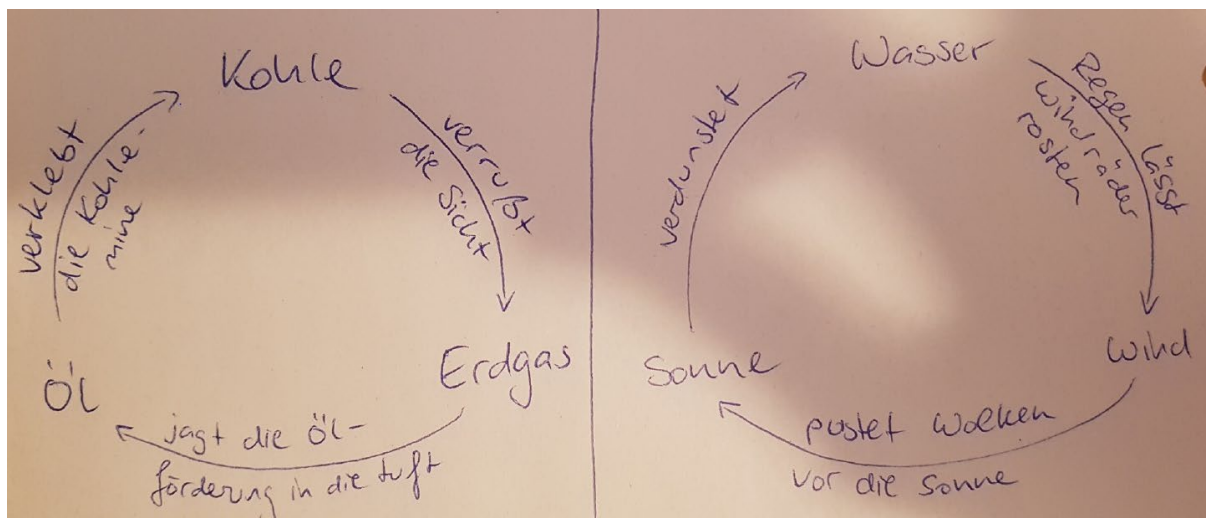 Kohle
verrußt
die Sicht
Erdgas
jagt die Öl-
förderung in die Luft
Öl
verklebt
die Kohle-
mine
Wasser
Regen lässt
Windräder
rosten
Wind
pustet Wolken
vor die Sonne
Sonne
verdunstet